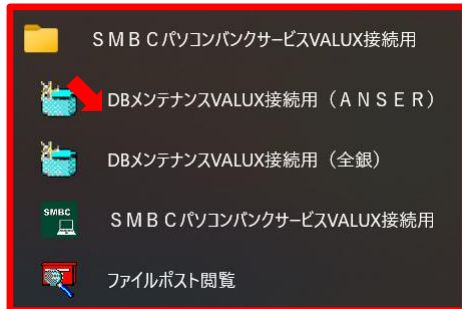 ＳＭＢＣパソコンバンクサービスVALUX接続用
DBメンテナンスVALUX接続用（ＡＮＳＥＲ）
DBメンテナンスVALUX接続用（全銀）
SMBC
ＳＭＢＣパソコンバンクサービスVALUX接続用
ファイルポスト閲覧